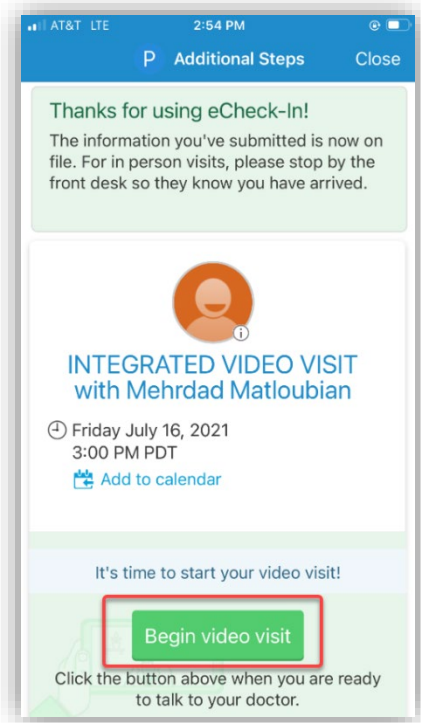 AT&T LTE 2:54 PM
P Additional Steps Close
Thanks for using eCheck-In!
The information you've submitted is now on
file. For in person visits, please stop by the
front desk so they know you have arrived.
i
INTEGRATED VIDEO VISIT
with Mehrdad Matloubian
Friday July 16, 2021
3:00 PM PDT
Add to calendar
It's time to start your video visit!
Begin video visit
Click the button above when you are ready
to talk to your doctor.